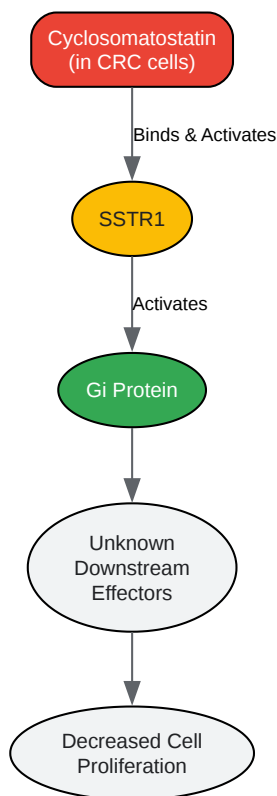 Cyclosomatostatin
(in CRC cells)
Binds & Activates
SSTR1
Activates
Gi Protein
Unknown
Downstream
Effectors
Decreased Cell
Proliferation